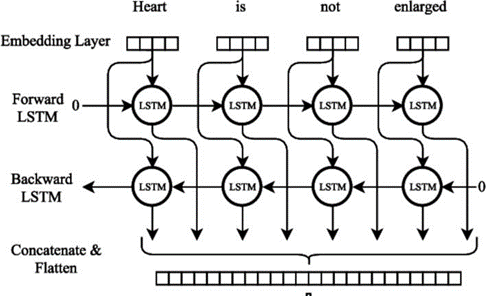 Heart is not enlarged
Embedding Layer
Forward LSTM 0 LSTM LSTM LSTM LSTM
Backward LSTM LSTM LSTM LSTM LSTM 0
Concatenate &
Flatten